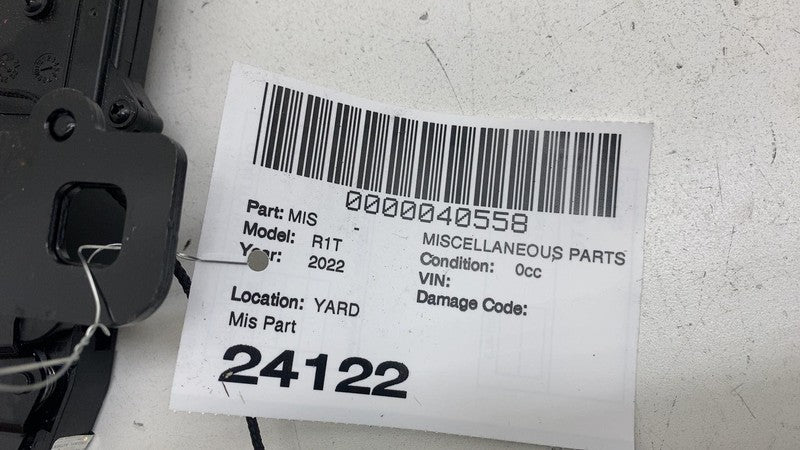 0000040558
Part: MIS
MISCELLANEOUS PARTS
Model: R1T
Condition: 0cc
Year: 2022
VIN:
Damage Code:
Location: YARD
Mis Part
24122